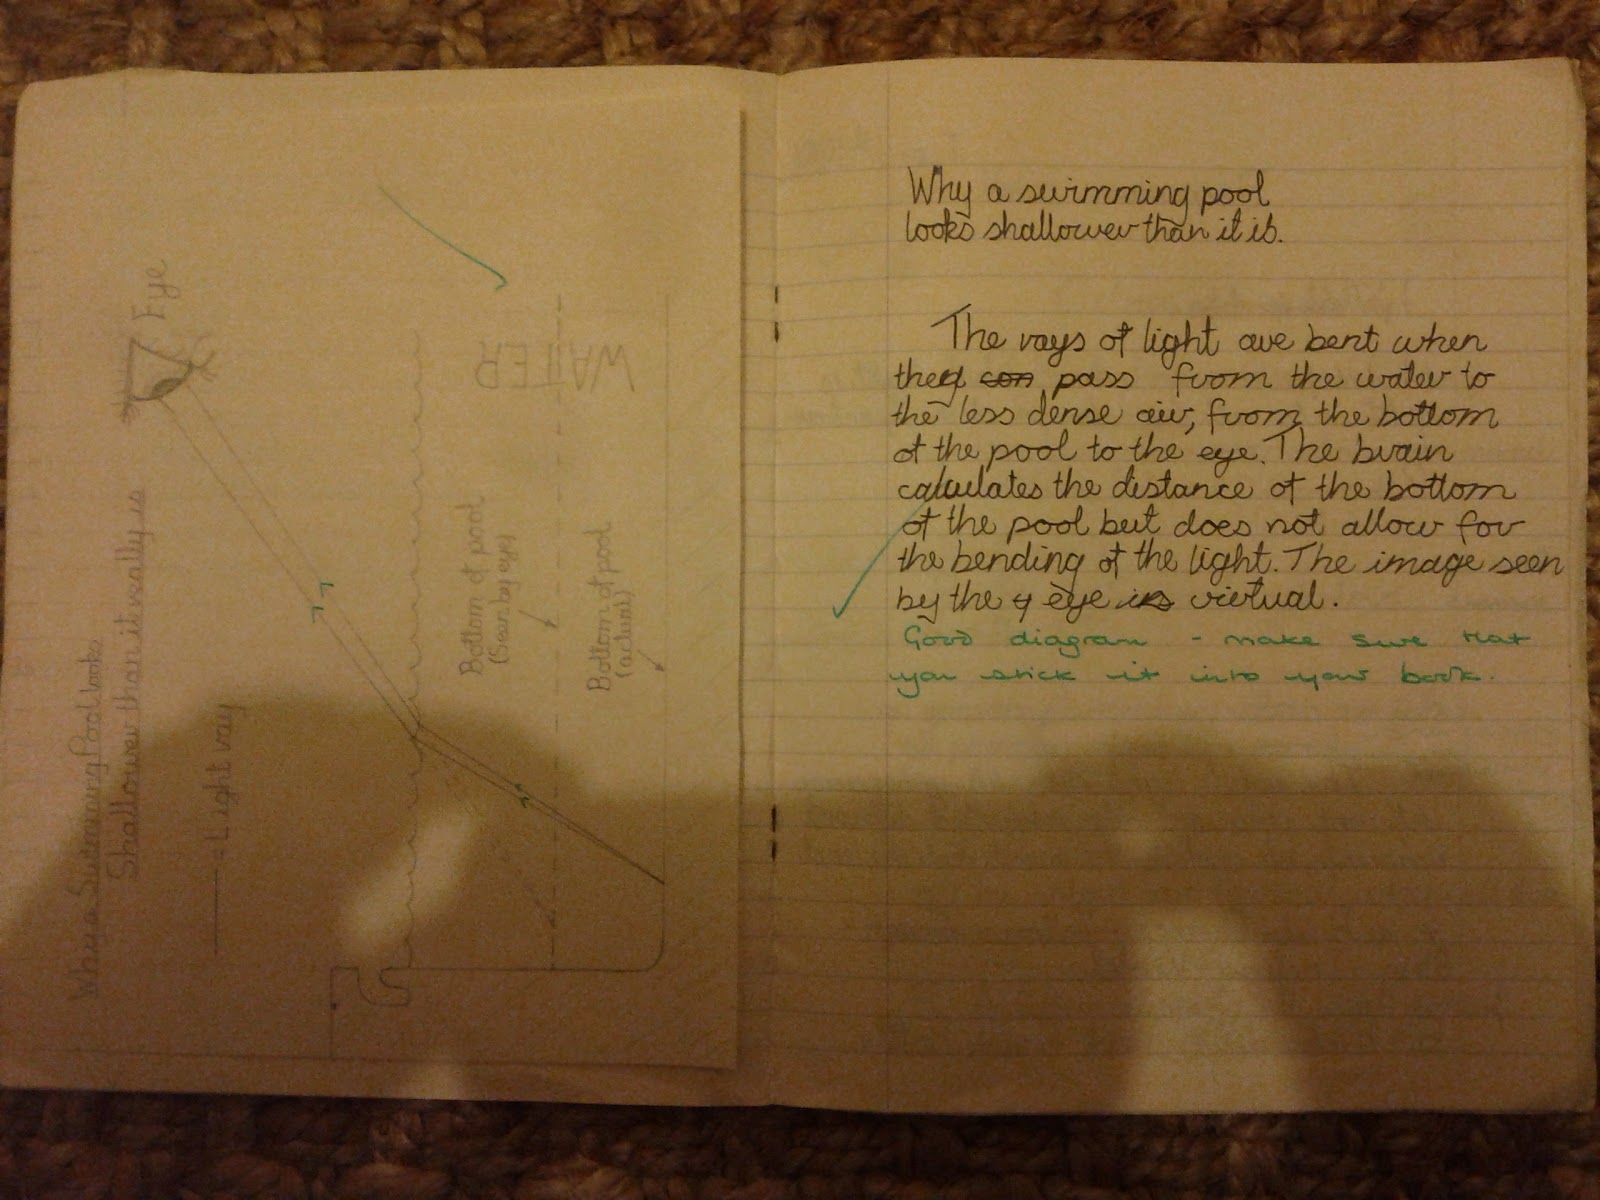 Why a Swimming Pool looks
Shallower than it really is
= Light ray
Eye
WATER
Bottom of pool
(Seen by eye)
Bottom of pool
(actual)
Why a swimming pool
looks shallower than it is.
The rays of light are bent when
they con pass from the water to
the less dense air, from the bottom
of the pool to the eye. The brain
calculates the distance of the bottom
of the pool but does not allow for
the bending of the light. The image seen
by the y eye is virtual.
Good diagram - make sure that
you stick it into your book.